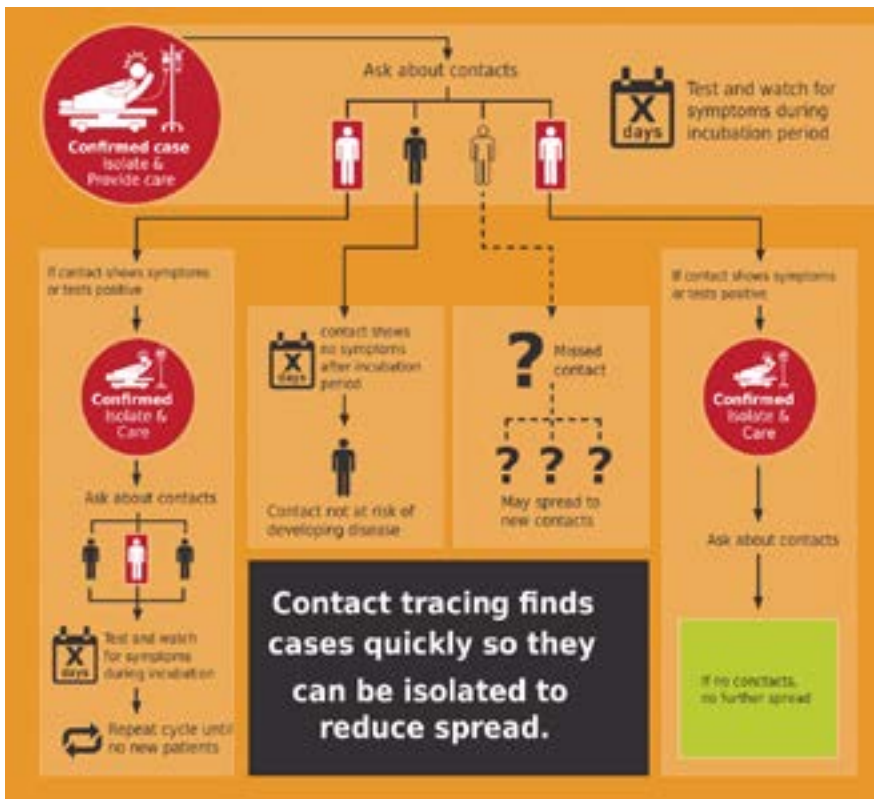 Ask about contacts
Confirmed case
Isolate &
Provide care
X
days
Test and watch for
symptoms during
incubation period
If contact shows symptoms
or tests positive
Confirmed
Isolate &
Care
Ask about contacts
X
days
Test and watch
for symptoms
during incubation
Repeat cycle until
no new patients
X
days
contact shows
no symptoms
after incubation
period
Contact not at risk of
developing disease
?
Missed
contact
? ? ?
May spread to
new contacts
If contact shows symptoms
or tests positive
Confirmed
Isolate &
Care
Ask about contacts
If no conctacts,
no further spread
Contact tracing finds
cases quickly so they
can be isolated to
reduce spread.